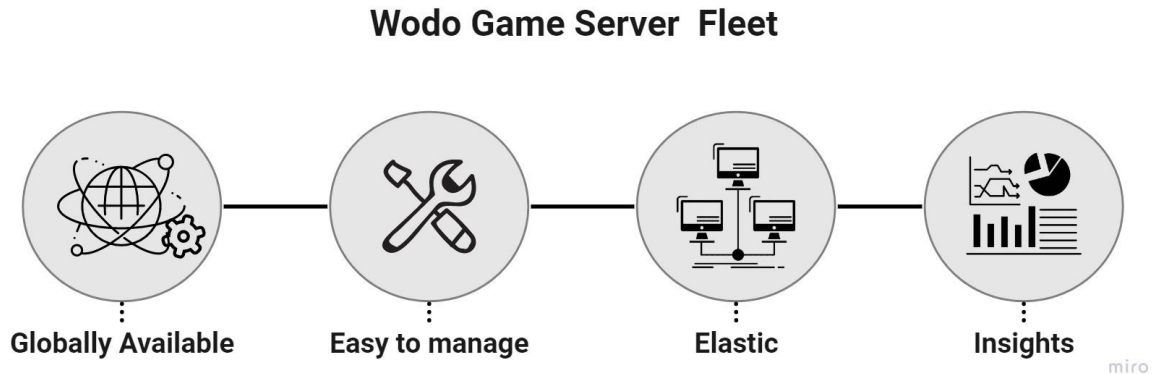 Wodo Game Server Fleet
Globally Available
Easy to manage
Elastic
Insights
miro